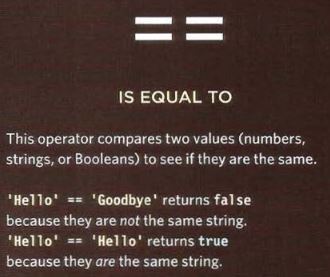 ==
IS EQUAL TO
This operator compares two values (numbers,
strings, or Booleans) to see if they are the same.
'Hello' == 'Goodbye' returns false
because they are not the same string.
'Hello' == 'Hello' returns true
because they are the same string.